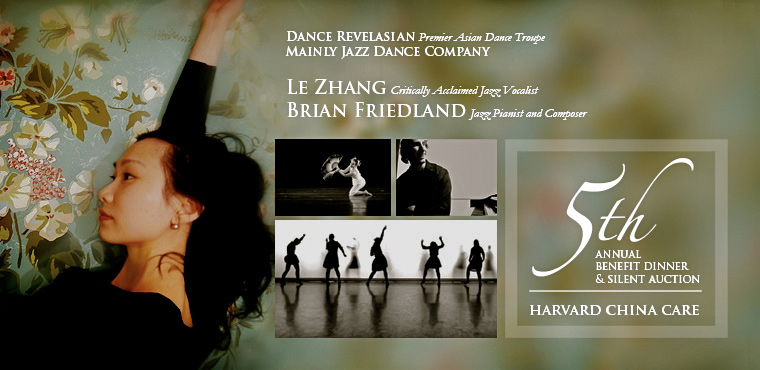 Dance Revelasian Premier Asian Dance Troupe
Mainly Jazz Dance Company
Le Zhang Critically Acclaimed Jazz Vocalist
Brian Friedland Jazz Pianist and Composer
5th
Annual
Benefit Dinner
& Silent Auction
Harvard China Care